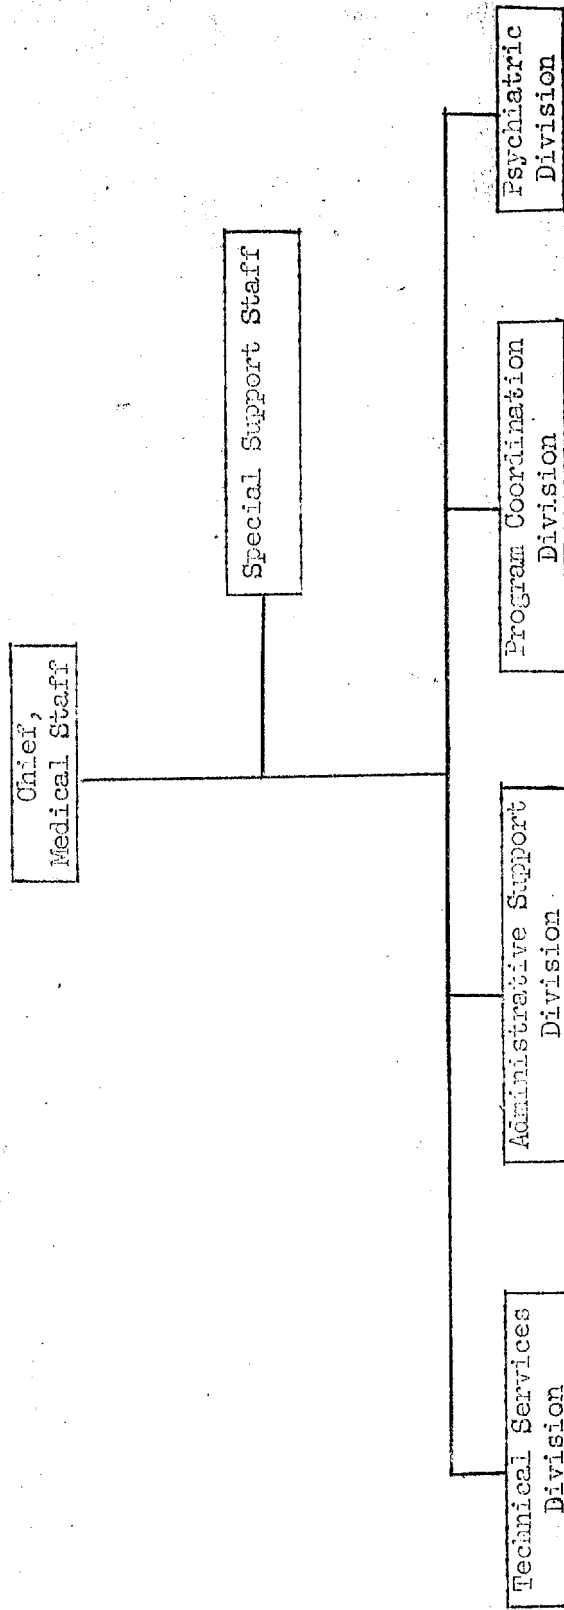 Chief,
Medical Staff
Special Support Staff
Technical Services
Division
Administrative Support
Division
Program Coordination
Division
Psychiatric
Division